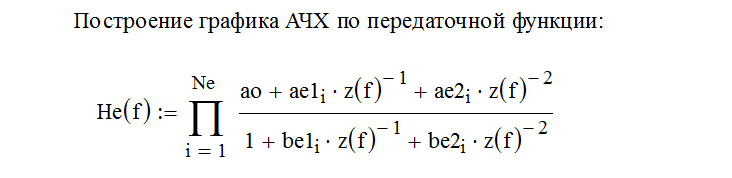 Построение графика АЧХ по передаточной функции:
He(f) := ∏_{i = 1}^{Ne} (ao + ae1_i · z(f)^{-1} + ae2_i · z(f)^{-2}) / (1 + be1_i · z(f)^{-1} + be2_i · z(f)^{-2})